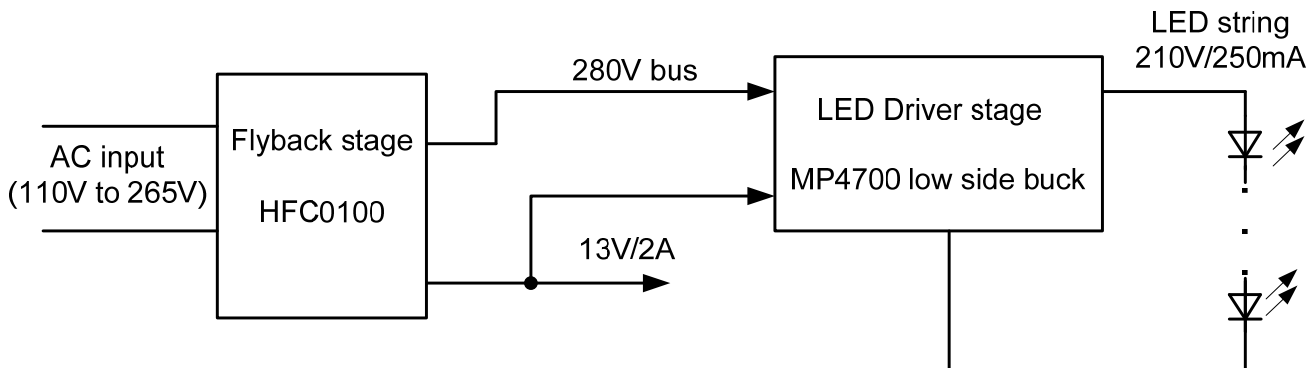 LED string
210V/250mA
280V bus
LED Driver stage
MP4700 low side buck
Flyback stage
HFC0100
AC input
(110V to 265V)
13V/2A